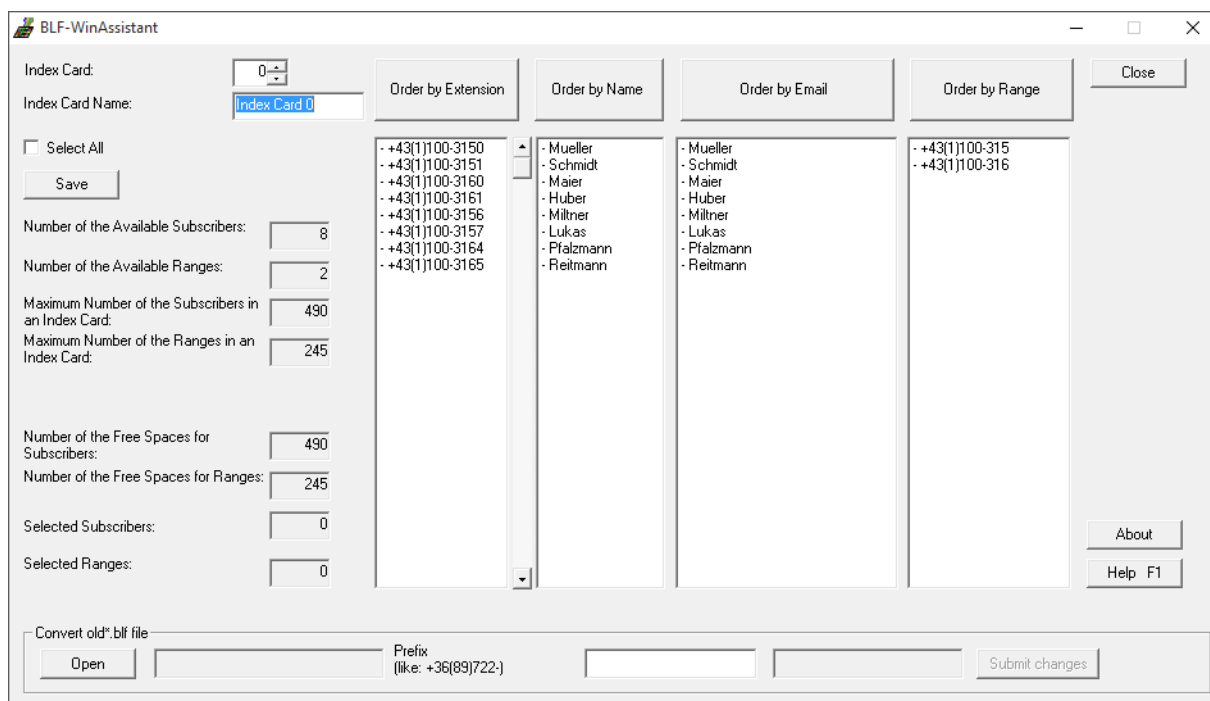 BLF-WinAssistant
Index Card:
0
Index Card Name:
Index Card 0
Select All
Save
Number of the Available Subscribers:
8
Number of the Available Ranges:
2
Maximum Number of the Subscribers in
an Index Card:
490
Maximum Number of the Ranges in an
Index Card:
245
Number of the Free Spaces for
Subscribers:
490
Number of the Free Spaces for Ranges:
245
Selected Subscribers:
0
Selected Ranges:
0
Order by Extension
- +43(1)100-3150
- +43(1)100-3151
- +43(1)100-3160
- +43(1)100-3161
- +43(1)100-3156
- +43(1)100-3157
- +43(1)100-3164
- +43(1)100-3165
Order by Name
- Mueller
- Schmidt
- Maier
- Huber
- Miltner
- Lukas
- Pfalzmann
- Reitmann
Order by Email
- Mueller
- Schmidt
- Maier
- Huber
- Miltner
- Lukas
- Pfalzmann
- Reitmann
Order by Range
- +43(1)100-315
- +43(1)100-316
Close
About
Help F1
Convert old*.blf file
Open
Prefix
(like: +36(89)722-)
Submit changes